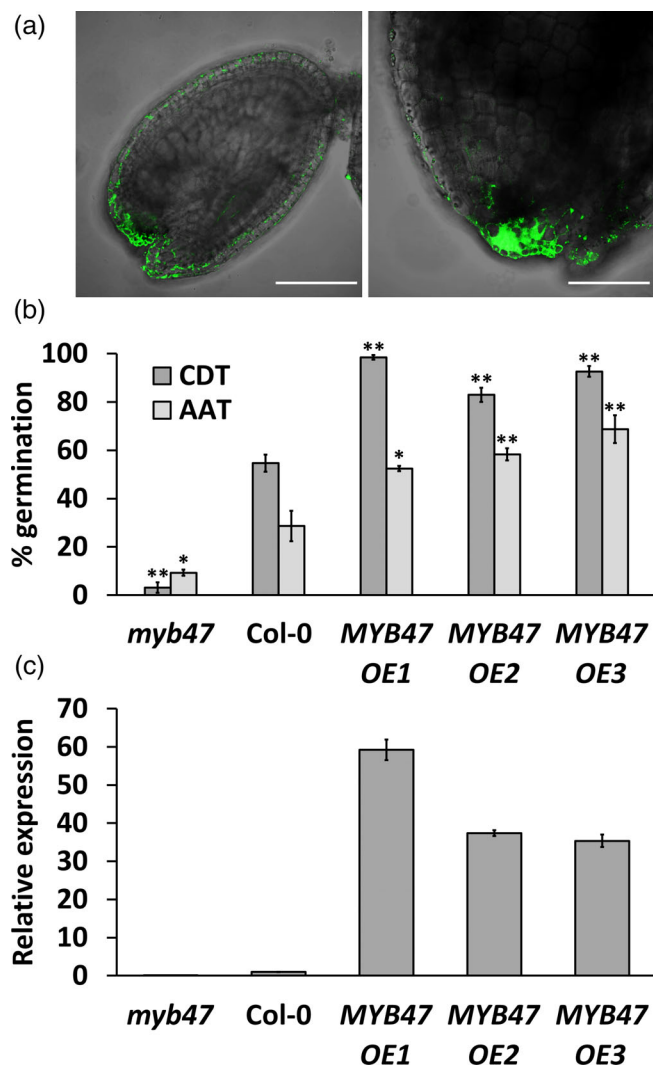 (a)
(b)
% germination
100
80
60
40
20
0
CDT
AAT
**
*
**
*
**
**
**
**
myb47
Col-0
MYB47 OE1
MYB47 OE2
MYB47 OE3
(c)
Relative expression
70
60
50
40
30
20
10
0
myb47
Col-0
MYB47 OE1
MYB47 OE2
MYB47 OE3